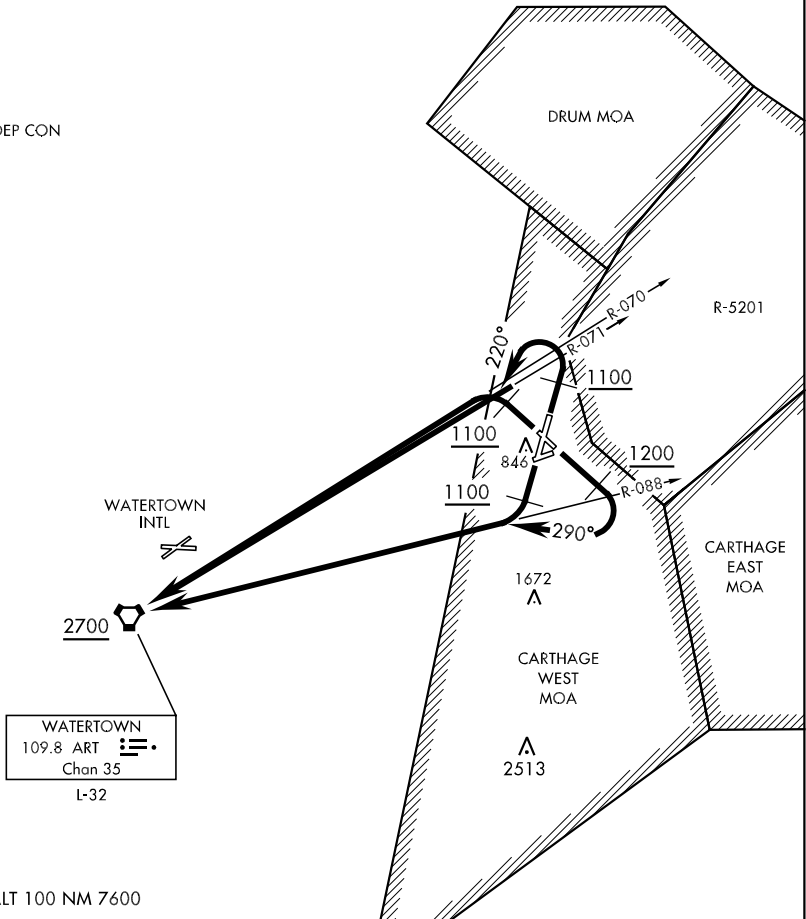 DRUM MOA
DEP CON
R-5201
R-070
R-071
220°
1100
1100
846
1200
1100
R-088
290°
WATERTOWN
INTL
CARTHAGE
EAST
MOA
1672
2700
CARTHAGE
WEST
MOA
WATERTOWN
109.8 ART
Chan 35
L-32
2513
ALT 100 NM 7600